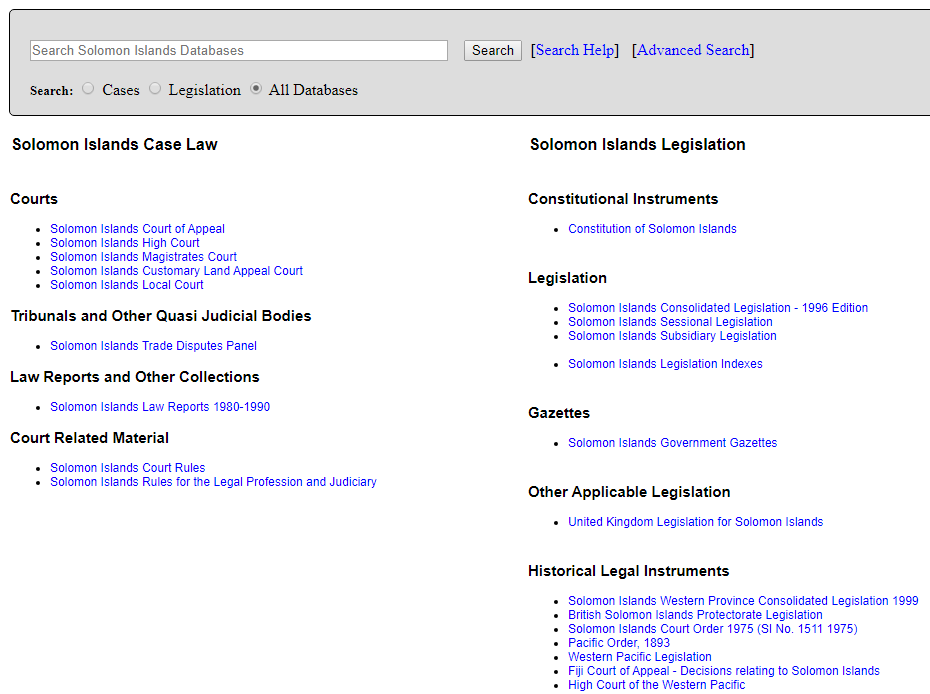 Search Solomon Islands Databases Search [Search Help] [Advanced Search]
Search: Cases Legislation All Databases
Solomon Islands Case Law
Courts
Solomon Islands Court of Appeal
Solomon Islands High Court
Solomon Islands Magistrates Court
Solomon Islands Customary Land Appeal Court
Solomon Islands Local Court
Tribunals and Other Quasi Judicial Bodies
Solomon Islands Trade Disputes Panel
Law Reports and Other Collections
Solomon Islands Law Reports 1980-1990
Court Related Material
Solomon Islands Court Rules
Solomon Islands Rules for the Legal Profession and Judiciary
Solomon Islands Legislation
Constitutional Instruments
Constitution of Solomon Islands
Legislation
Solomon Islands Consolidated Legislation - 1996 Edition
Solomon Islands Sessional Legislation
Solomon Islands Subsidiary Legislation
Solomon Islands Legislation Indexes
Gazettes
Solomon Islands Government Gazettes
Other Applicable Legislation
United Kingdom Legislation for Solomon Islands
Historical Legal Instruments
Solomon Islands Western Province Consolidated Legislation 1999
British Solomon Islands Protectorate Legislation
Solomon Islands Court Order 1975 (SI No. 1511 1975)
Pacific Order, 1893
Western Pacific Legislation
Fiji Court of Appeal - Decisions relating to Solomon Islands
High Court of the Western Pacific